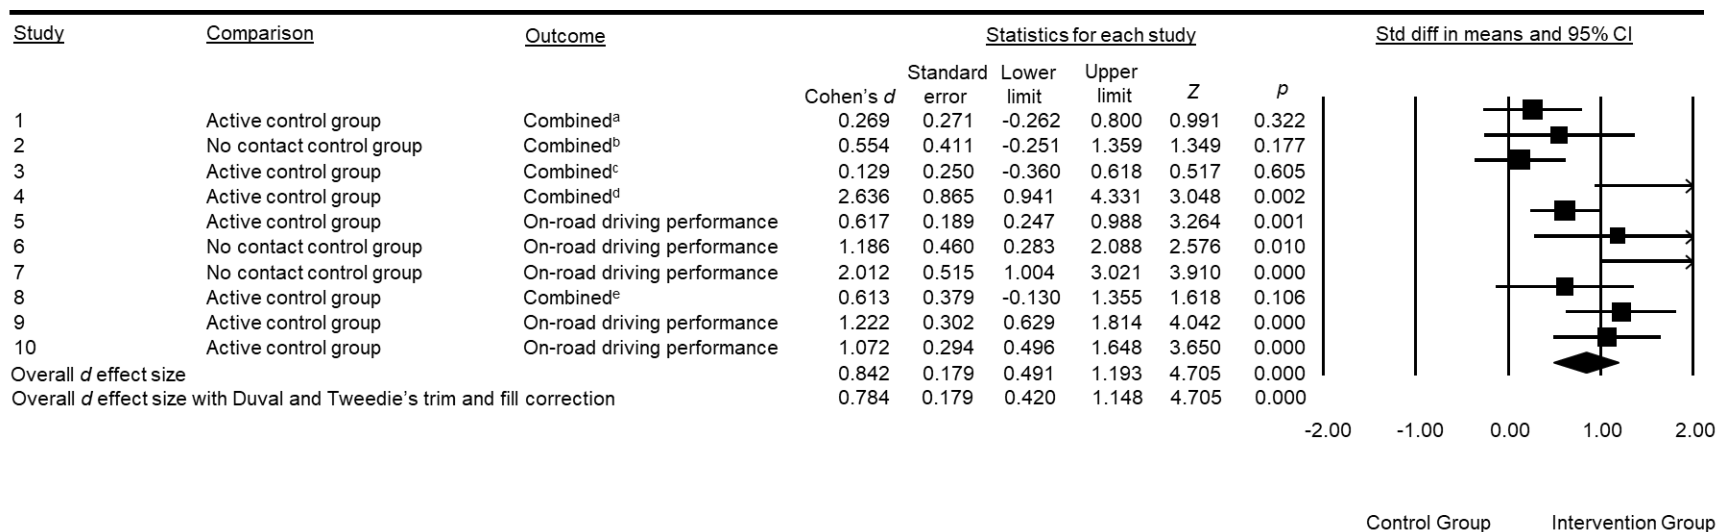 Study Comparison Outcome Statistics for each study Std diff in means and 95% CI
Cohen's d Standard error Lower limit Upper limit Z p
1 Active control group Combinedᵃ 0.269 0.271 -0.262 0.800 0.991 0.322
2 No contact control group Combinedᵇ 0.554 0.411 -0.251 1.359 1.349 0.177
3 Active control group Combinedᶜ 0.129 0.250 -0.360 0.618 0.517 0.605
4 Active control group Combinedᵈ 2.636 0.865 0.941 4.331 3.048 0.002
5 Active control group On-road driving performance 0.617 0.189 0.247 0.988 3.264 0.001
6 No contact control group On-road driving performance 1.186 0.460 0.283 2.088 2.576 0.010
7 No contact control group On-road driving performance 2.012 0.515 1.004 3.021 3.910 0.000
8 Active control group Combinedᵉ 0.613 0.379 -0.130 1.355 1.618 0.106
9 Active control group On-road driving performance 1.222 0.302 0.629 1.814 4.042 0.000
10 Active control group On-road driving performance 1.072 0.294 0.496 1.648 3.650 0.000
Overall d effect size 0.842 0.179 0.491 1.193 4.705 0.000
Overall d effect size with Duval and Tweedie's trim and fill correction 0.784 0.179 0.420 1.148 4.705 0.000
-2.00 -1.00 0.00 1.00 2.00
Control Group Intervention Group